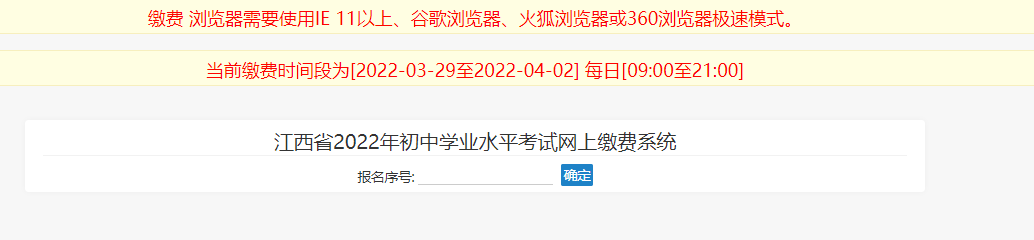 缴费 浏览器需要使用IE 11以上、谷歌浏览器、火狐浏览器或360浏览器极速模式。
当前缴费时间段为[2022-03-29至2022-04-02] 每日[09:00至21:00]
江西省2022年初中学业水平考试网上缴费系统
报名序号: 确定